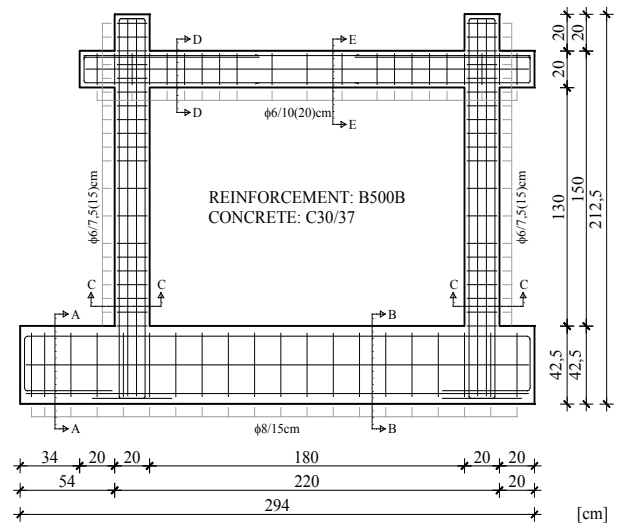 D E
20 20
20
D
E
ϕ6/10(20)cm
ϕ6/7,5(15)cm
ϕ6/7,5(15)cm
REINFORCEMENT: B500B
CONCRETE: C30/37
130 150 212,5
C C C C
A B
42,5 42,5
A B
ϕ8/15cm
34 20 20 180 20 20
54 220 20
294
[cm]